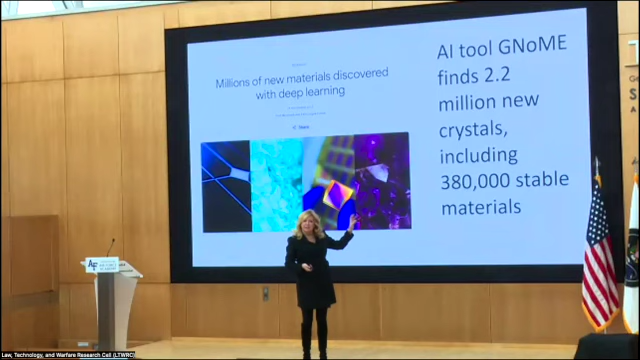 Millions of new materials discovered
with deep learning
Share
AI tool GNoME
finds 2.2
million new
crystals,
including
380,000 stable
materials
Law, Technology, and Warfare Research Cell (LTWRC)